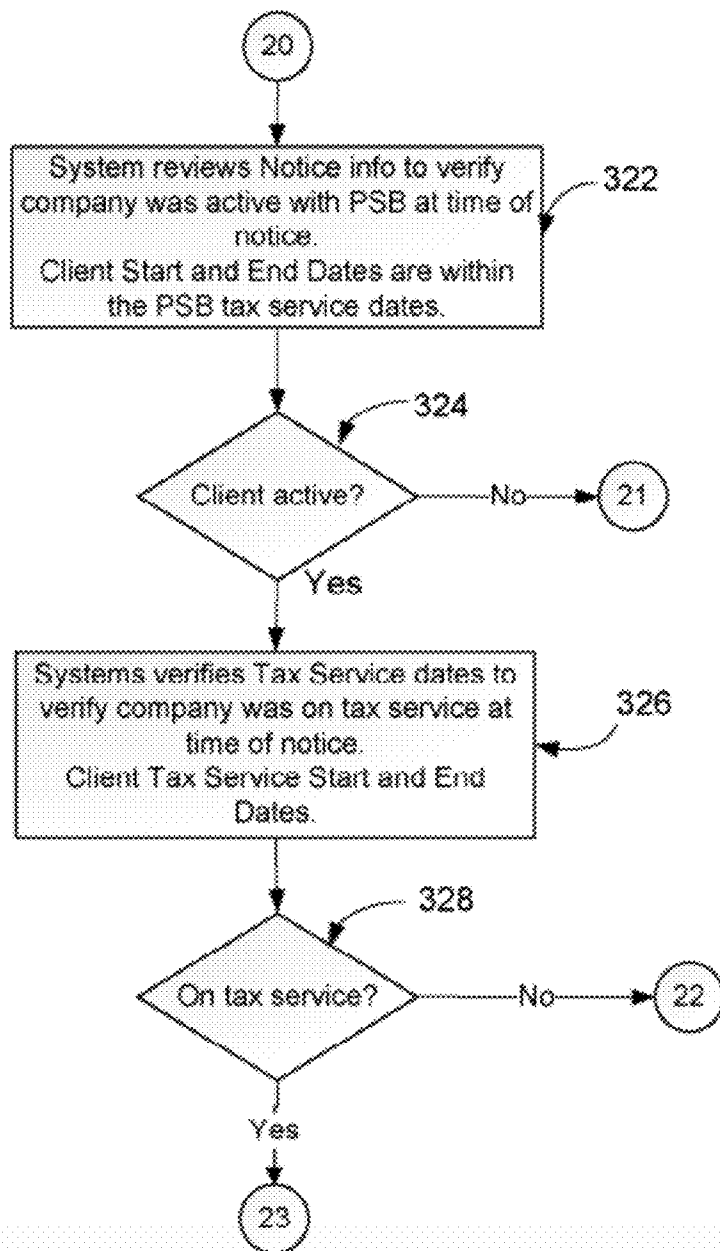 20
System reviews Notice info to verify
company was active with PSB at time of
notice.
Client Start and End Dates are within
the PSB tax service dates.
322
324
Client active?
No
21
Yes
Systems verifies Tax Service dates to
verify company was on tax service at
time of notice.
Client Tax Service Start and End
Dates.
326
328
On tax service?
No
22
Yes
23